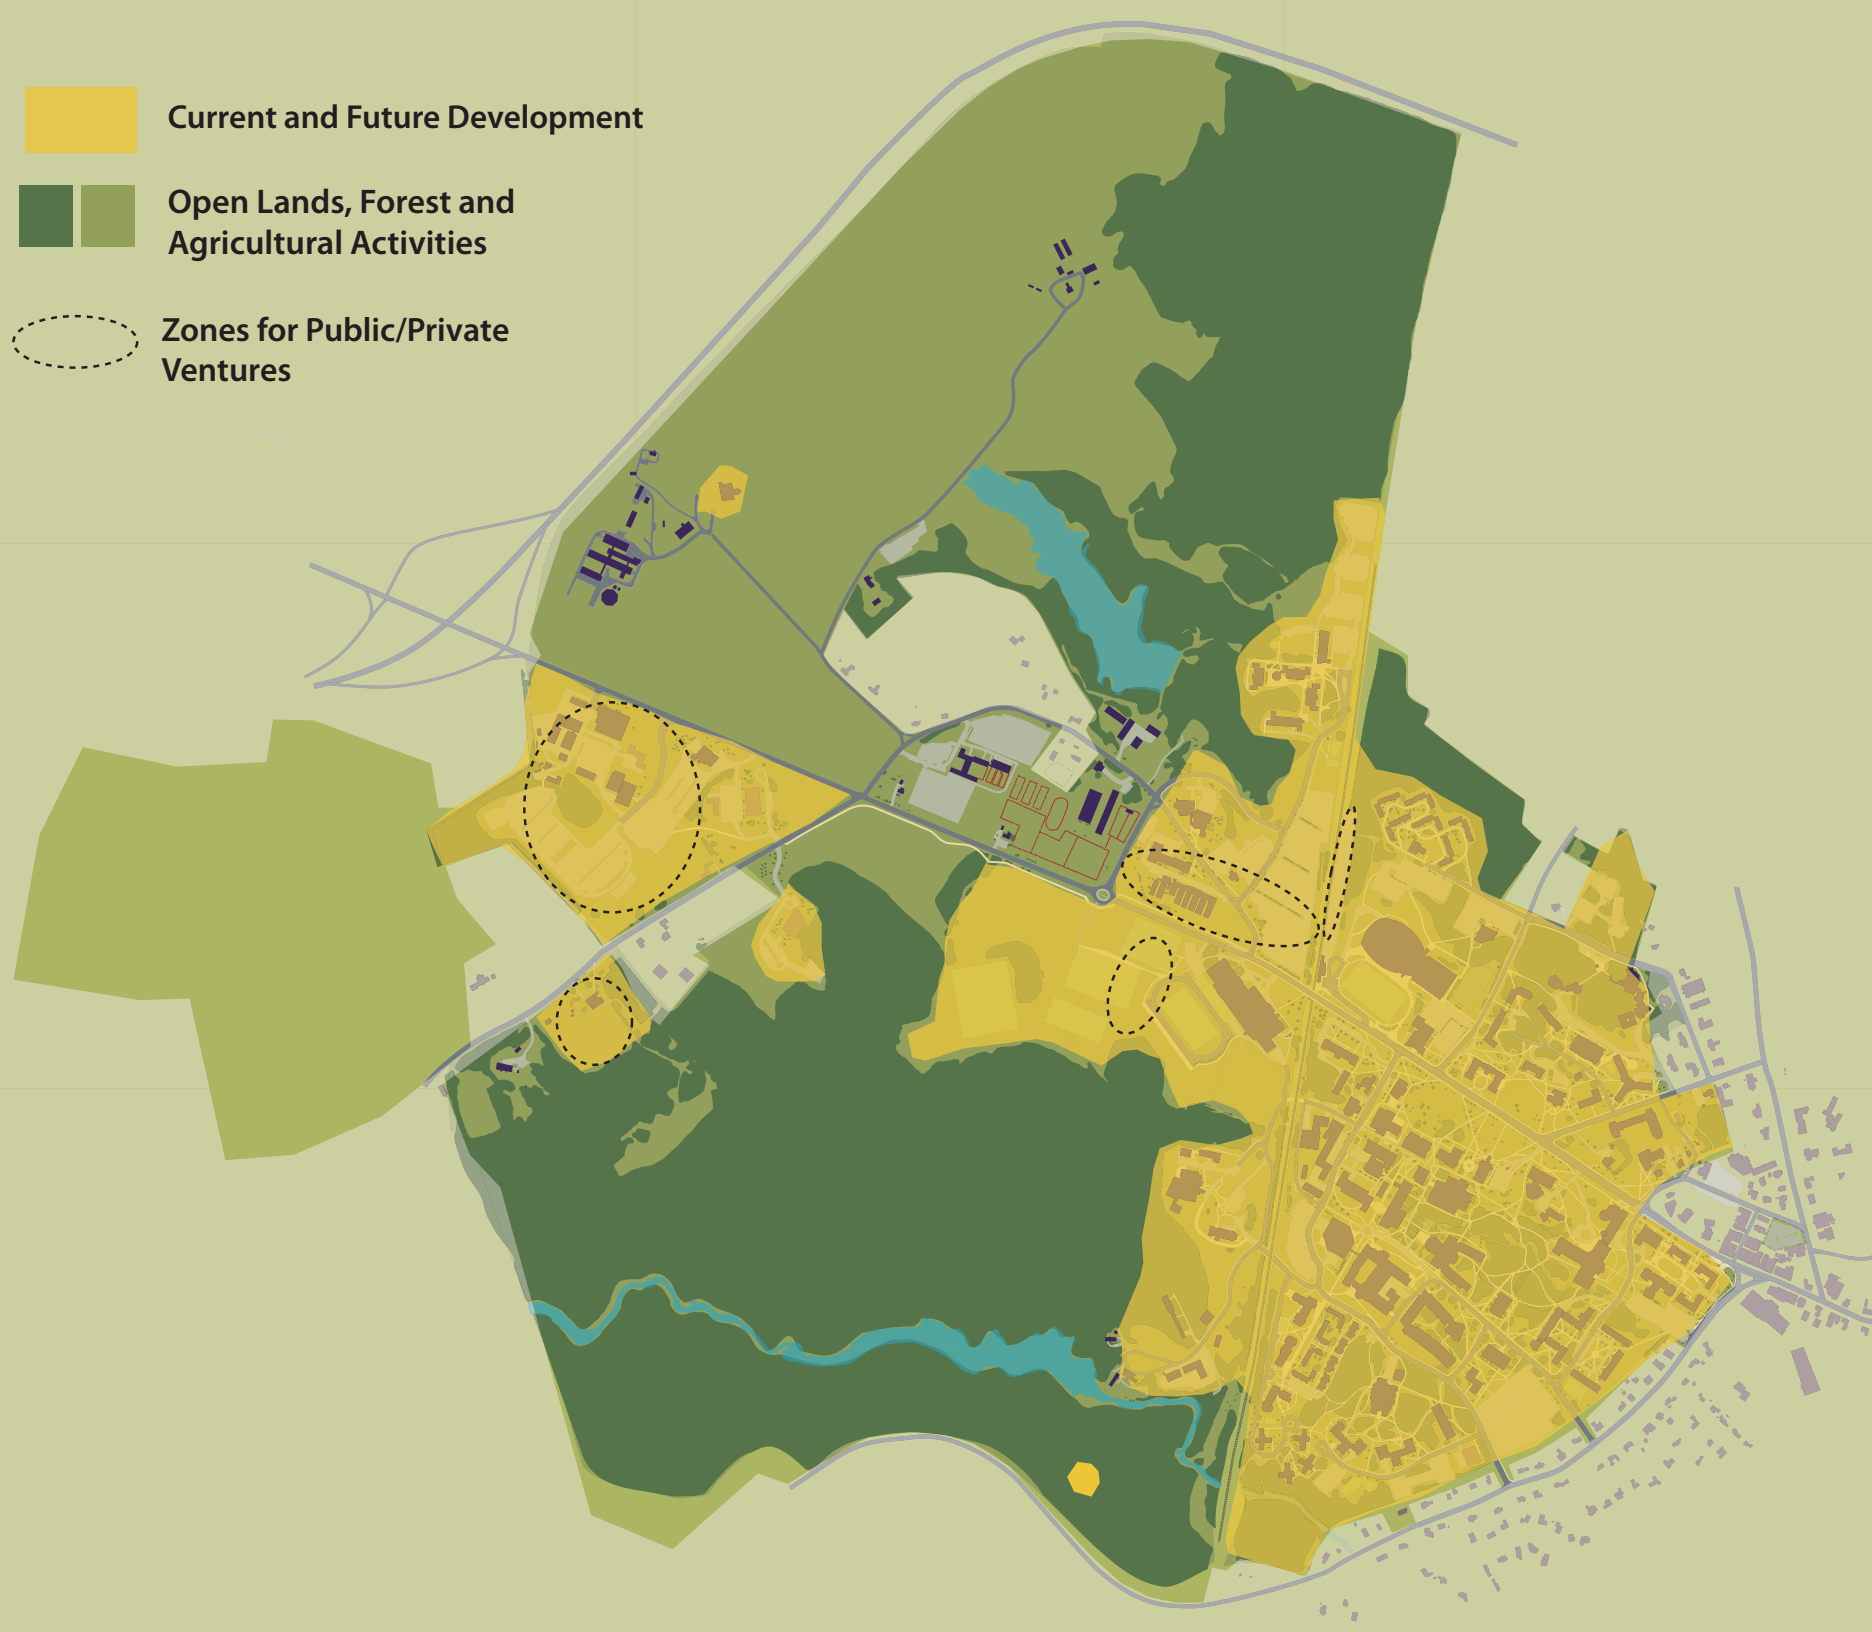 Current and Future Development
Open Lands, Forest and
Agricultural Activities
Zones for Public/Private
Ventures